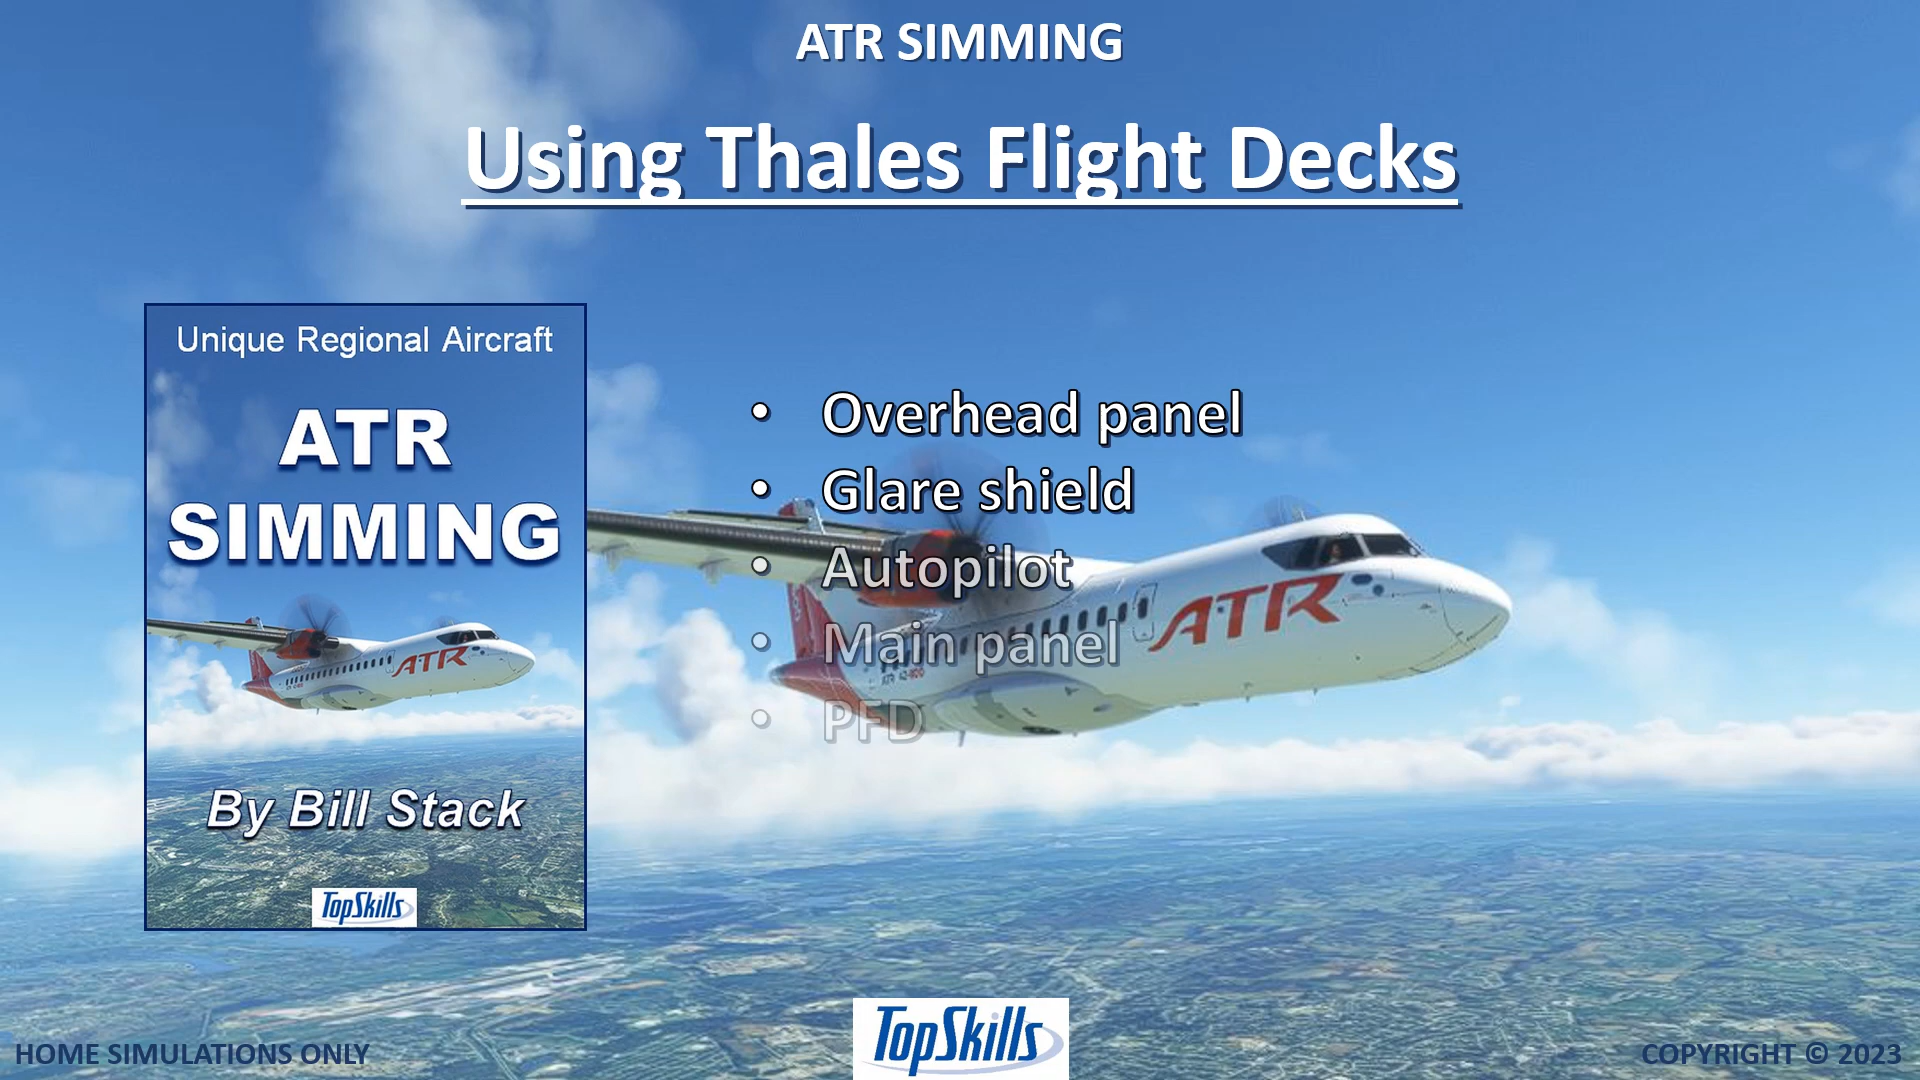 ATR SIMMING
Using Thales Flight Decks
Unique Regional Aircraft
ATR
SIMMING
ATR
By Bill Stack
TopSkills
• Overhead panel
• Glare shield
• Autopilot
• Main panel
• PFD
ATR
TopSkills
HOME SIMULATIONS ONLY
COPYRIGHT © 2023